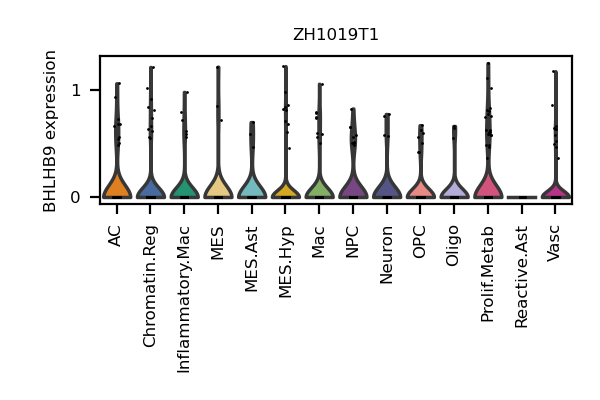 ZH1019T1
BHLHB9 expression
1
0
AC
Chromatin.Reg
Inflammatory.Mac
MES
MES.Ast
MES.Hyp
Mac
NPC
Neuron
OPC
Oligo
Prolif.Metab
Reactive.Ast
Vasc